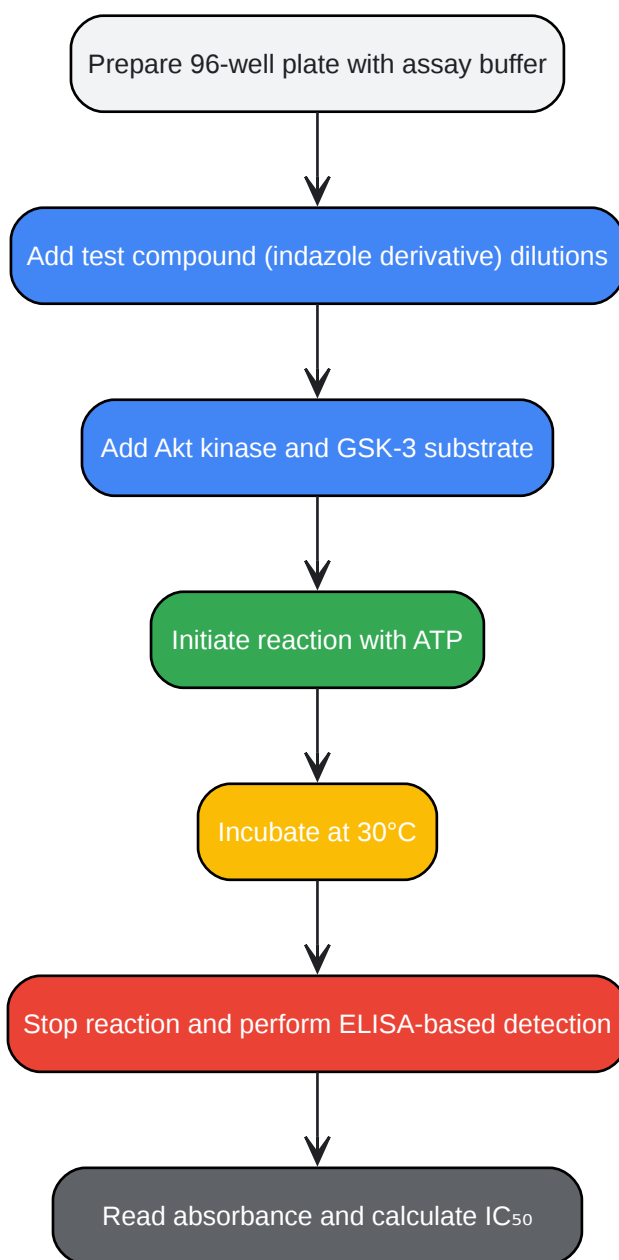 Prepare 96-well plate with assay buffer
Add test compound (indazole derivative) dilutions
Add Akt kinase and GSK-3 substrate
Initiate reaction with ATP
Incubate at 30°C
Stop reaction and perform ELISA-based detection
Read absorbance and calculate IC₅₀